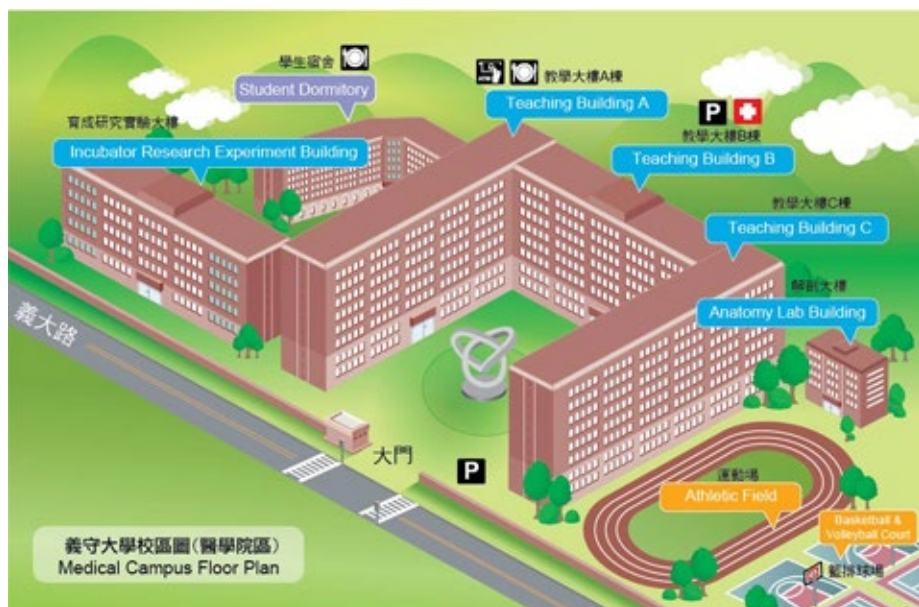 學生宿舍
Student Dormitory
教學大樓A棟
Teaching Building A
P
教學大樓B棟
Teaching Building B
育成研究實驗大樓
Incubator Research Experiment Building
教學大樓C棟
Teaching Building C
解剖大樓
Anatomy Lab Building
義大路
大門
P
運動場
Athletic Field
Basketball &
Volleyball Court
籃排球場
義守大學校區圖(醫學院區)
Medical Campus Floor Plan